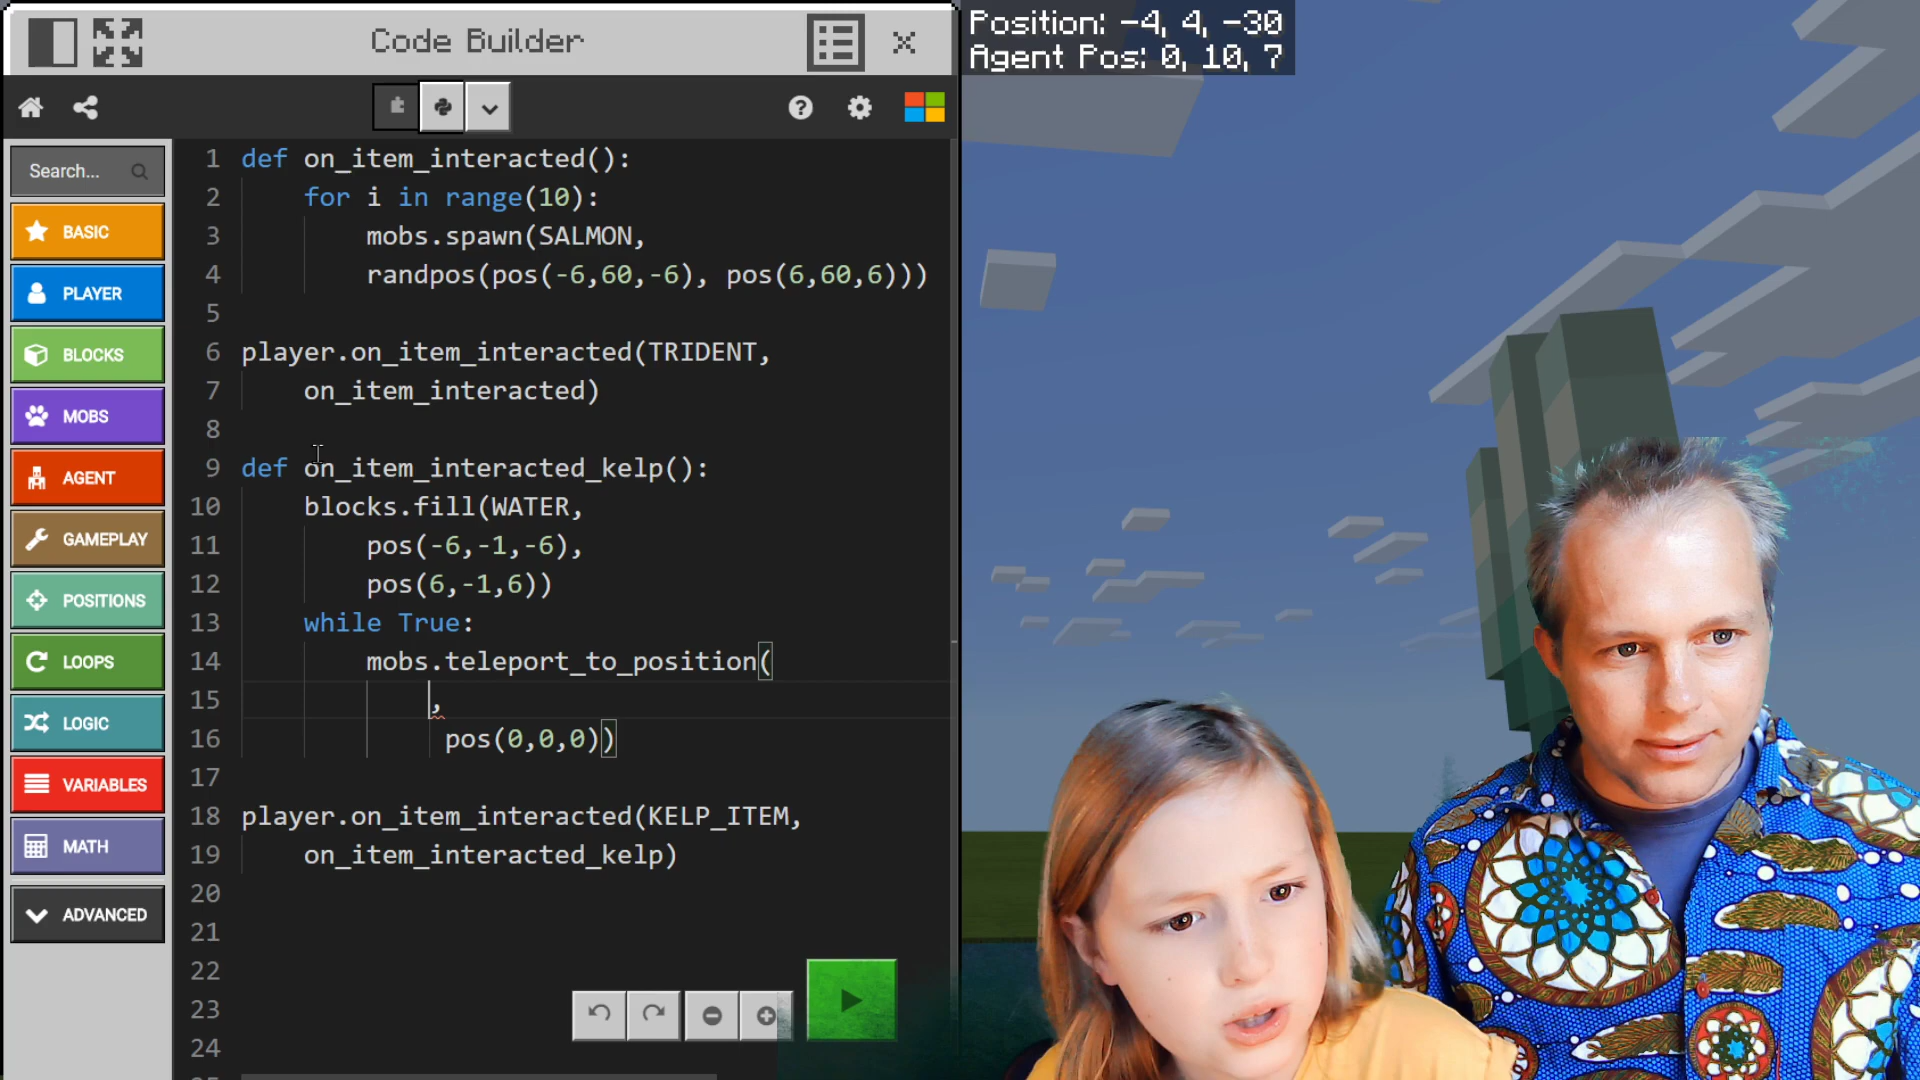 Code Builder
Position: -4, 4, -30
Agent Pos: 0, 10, 7
Search...
BASIC
PLAYER
BLOCKS
MOBS
AGENT
GAMEPLAY
POSITIONS
LOOPS
LOGIC
VARIABLES
MATH
ADVANCED
1 def on_item_interacted():
2 for i in range(10):
3 mobs.spawn(SALMON,
4 randpos(pos(-6,60,-6), pos(6,60,6)))
5
6 player.on_item_interacted(TRIDENT,
7 on_item_interacted)
8
9 def on_item_interacted_kelp():
10 blocks.fill(WATER,
11 pos(-6,-1,-6),
12 pos(6,-1,6))
13 while True:
14 mobs.teleport_to_position(
15 ,
16 pos(0,0,0))
17
18 player.on_item_interacted(KELP_ITEM,
19 on_item_interacted_kelp)
20
21
22
23
24